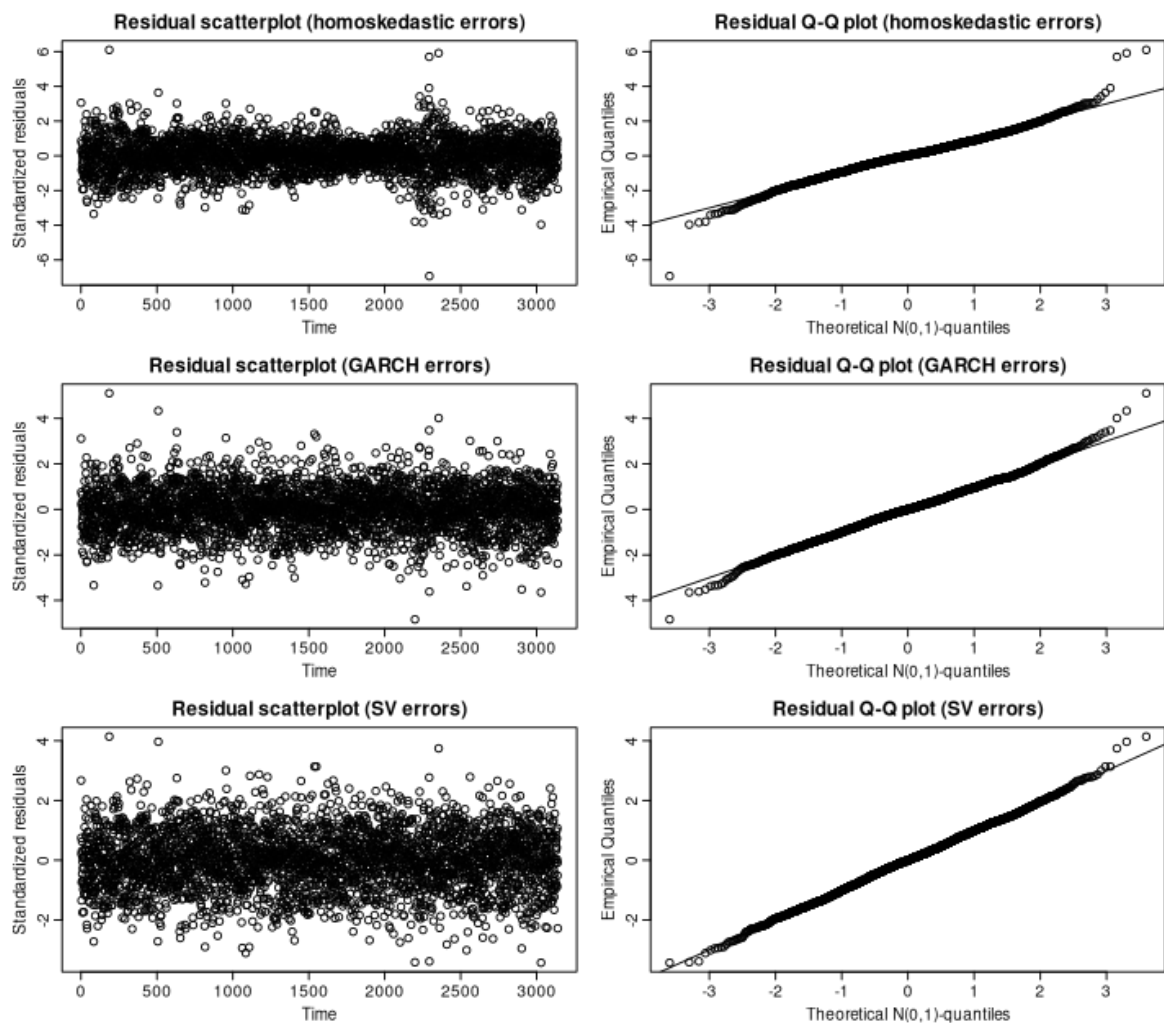 Residual scatterplot (homoskedastic errors)
Standardized residuals
6
4
2
0
-2
-4
-6
0 500 1000 1500 2000 2500 3000
Time
Residual Q-Q plot (homoskedastic errors)
Empirical Quantiles
6
4
2
0
-2
-4
-6
-3 -2 -1 0 1 2 3
Theoretical N(0,1)-quantiles
Residual scatterplot (GARCH errors)
Standardized residuals
4
2
0
-2
-4
0 500 1000 1500 2000 2500 3000
Time
Residual Q-Q plot (GARCH errors)
Empirical Quantiles
4
2
0
-2
-4
-3 -2 -1 0 1 2 3
Theoretical N(0,1)-quantiles
Residual scatterplot (SV errors)
Standardized residuals
4
2
0
-2
0 500 1000 1500 2000 2500 3000
Time
Residual Q-Q plot (SV errors)
Empirical Quantiles
4
2
0
-2
-3 -2 -1 0 1 2 3
Theoretical N(0,1)-quantiles